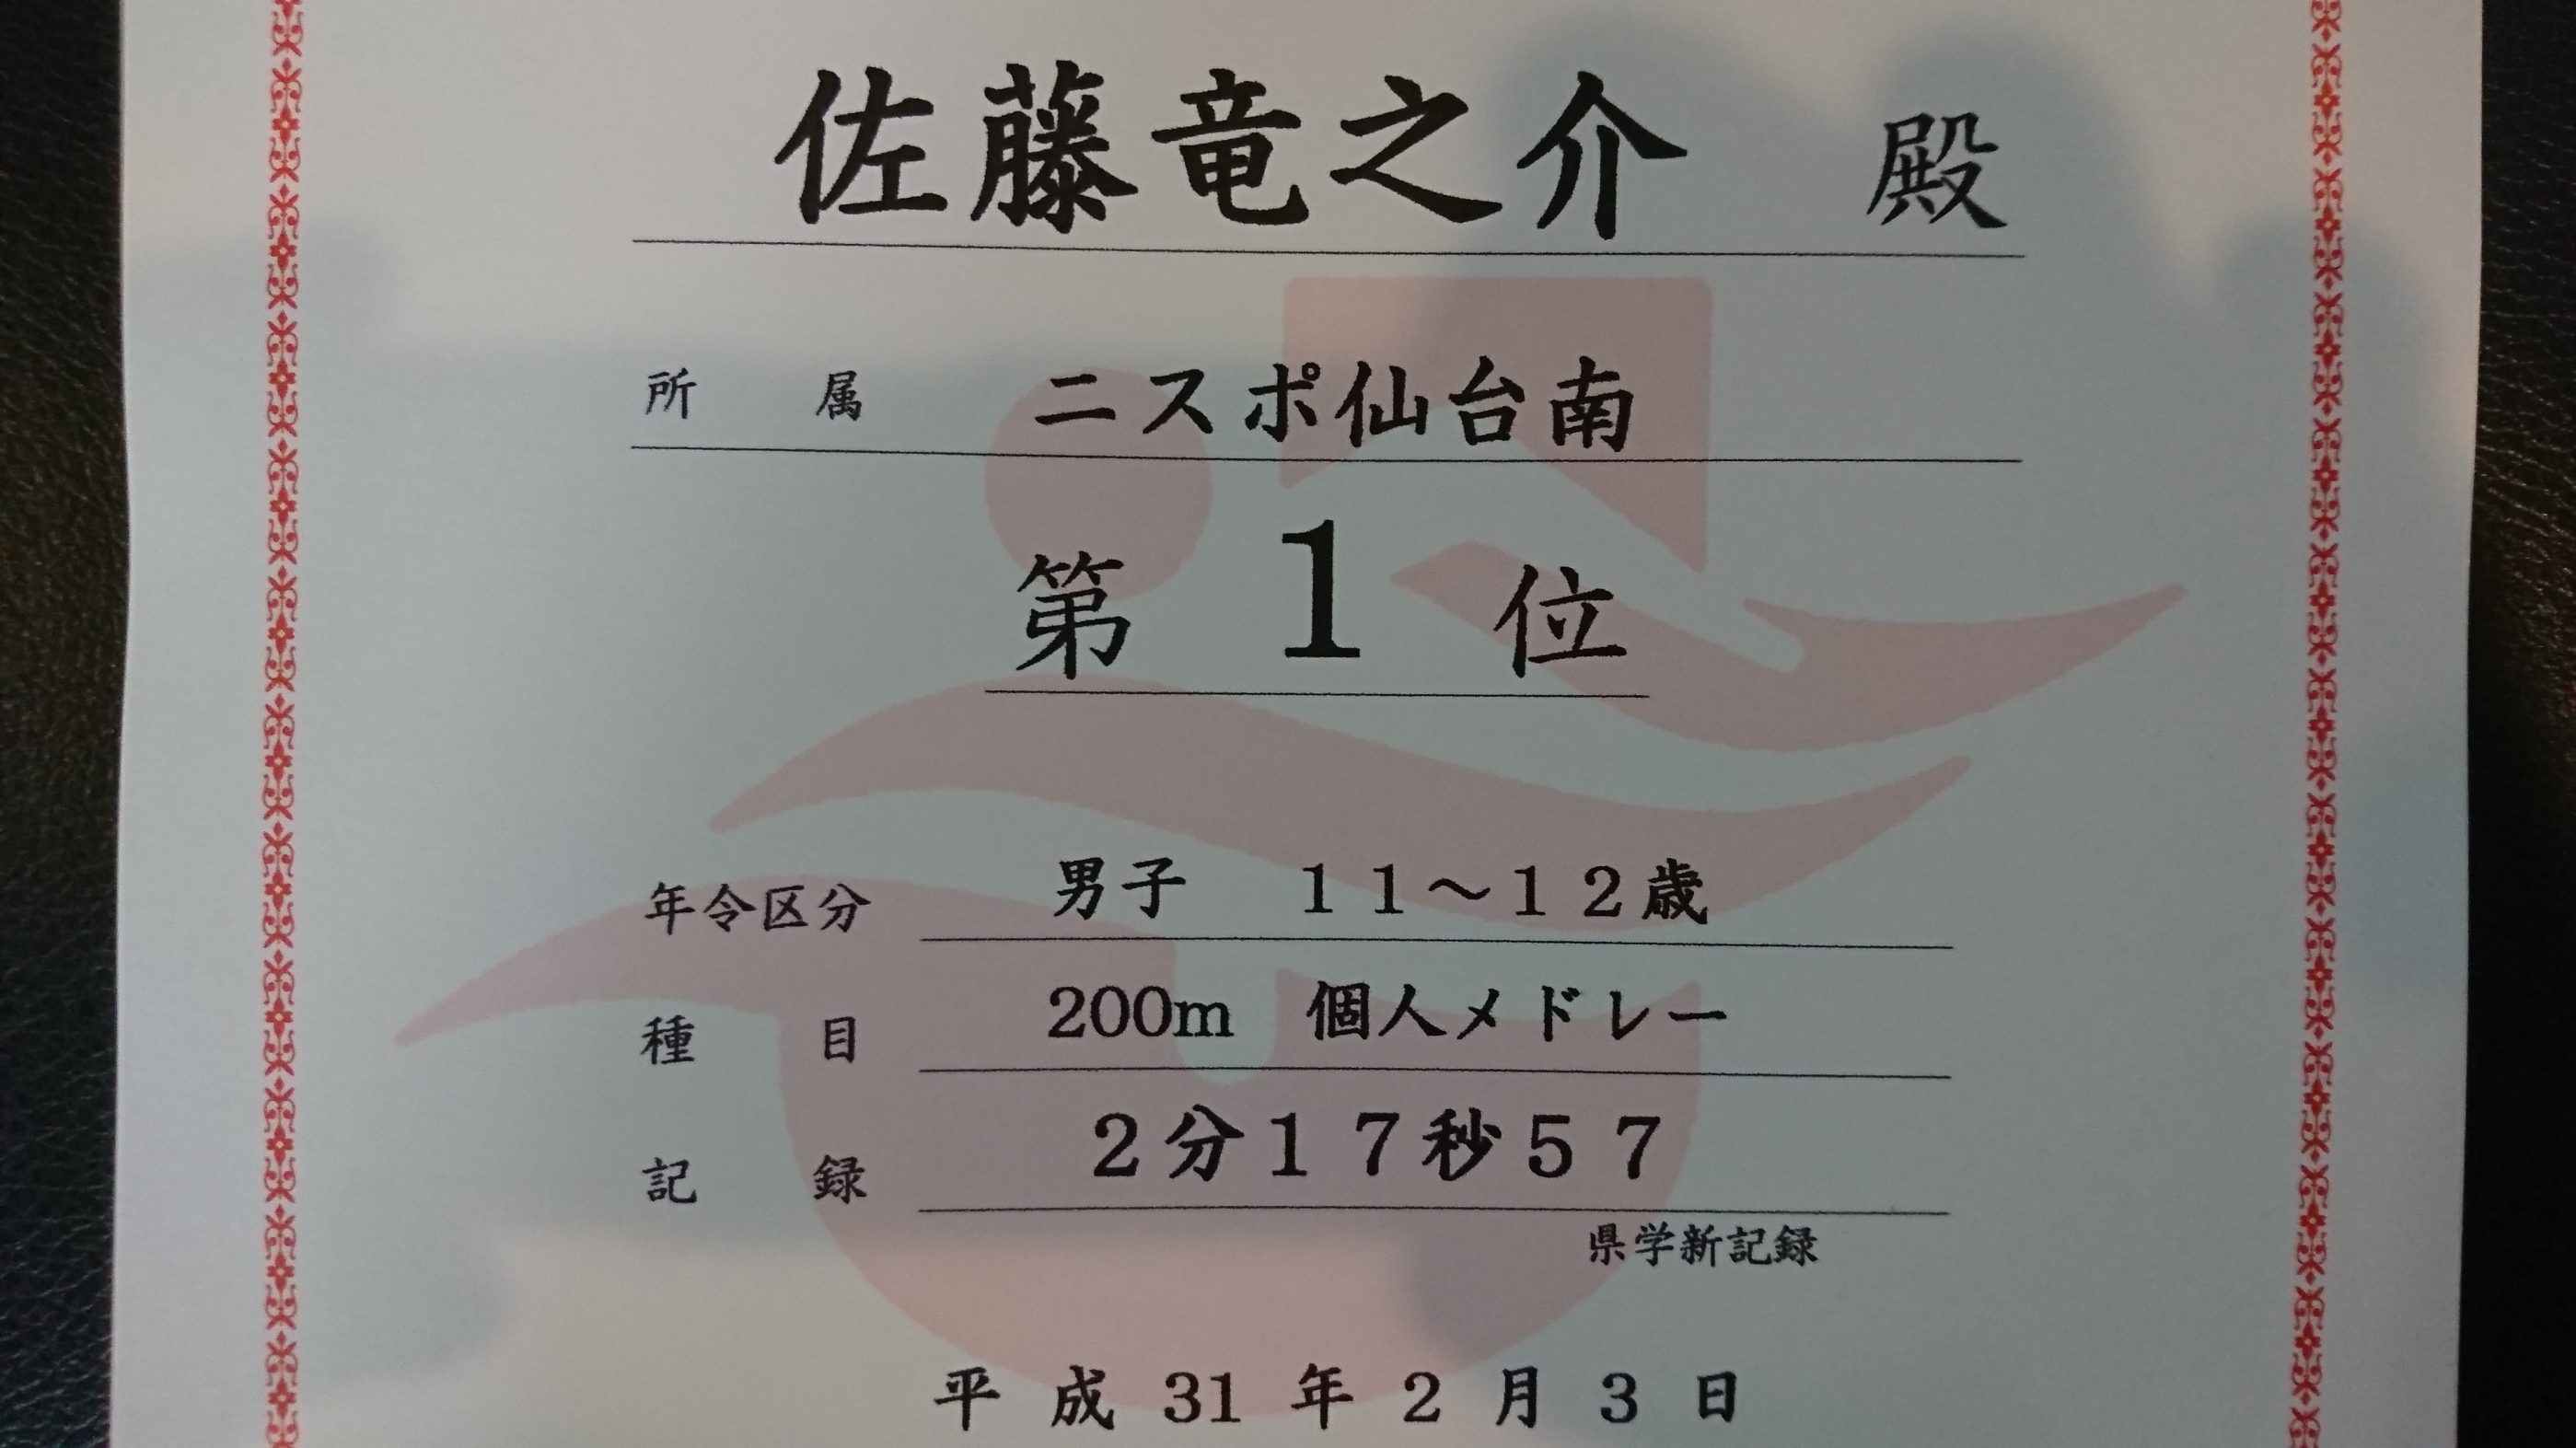 佐藤竜之介 殿
所属 ニスポ仙台南
第 1 位
年令区分 男子 １１～１２歳
種目 200m 個人メドレー
記録 ２分１７秒５７
県学新記録
平成 31 年 2 月 3 日